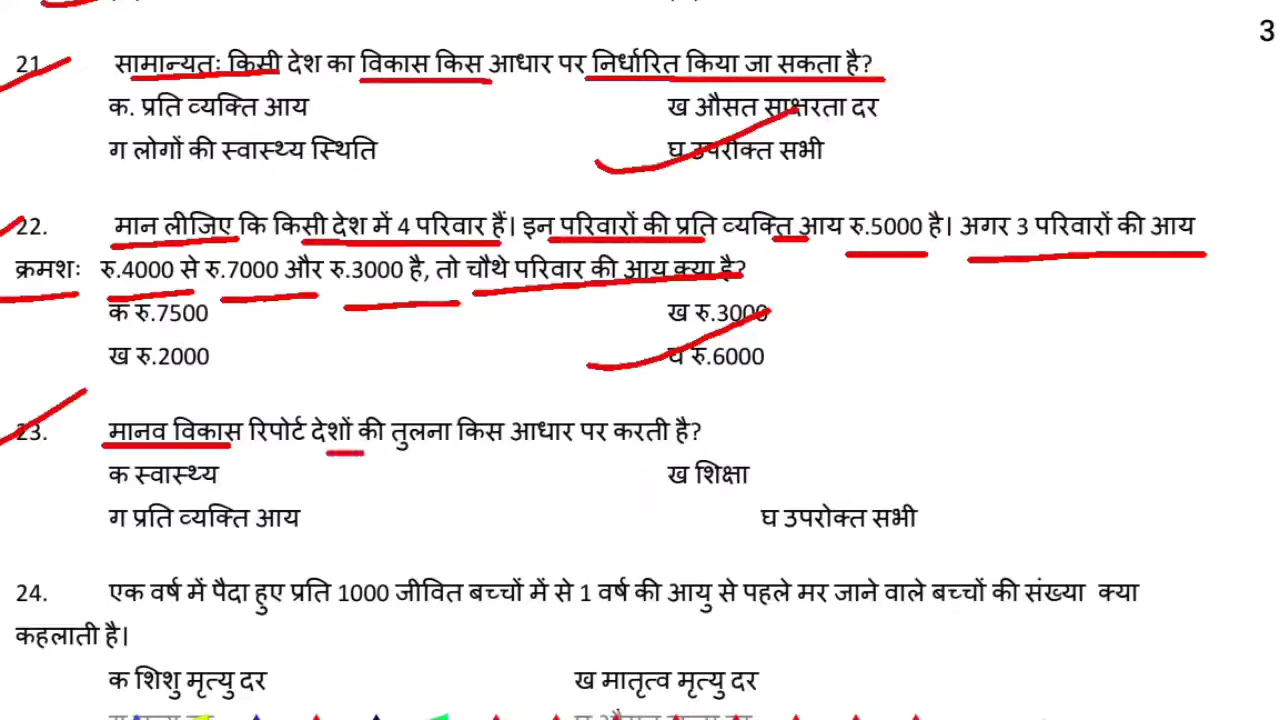 3
21 सामान्यतः किसी देश का विकास किस आधार पर निर्धारित किया जा सकता है?
क. प्रति व्यक्ति आय ख औसत साक्षरता दर
ग लोगों की स्वास्थ्य स्थिति घ उपरोक्त सभी
22. मान लीजिए कि किसी देश में 4 परिवार हैं। इन परिवारों की प्रति व्यक्ति आय रु.5000 है। अगर 3 परिवारों की आय
क्रमशः रु.4000 से रु.7000 और रु.3000 है, तो चौथे परिवार की आय क्या है?
क रु.7500 ख रु.3000
ख रु.2000 घ रु.6000
23. मानव विकास रिपोर्ट देशों की तुलना किस आधार पर करती है?
क स्वास्थ्य ख शिक्षा
ग प्रति व्यक्ति आय घ उपरोक्त सभी
24. एक वर्ष में पैदा हुए प्रति 1000 जीवित बच्चों में से 1 वर्ष की आयु से पहले मर जाने वाले बच्चों की संख्या क्या
कहलाती है।
क शिशु मृत्यु दर ख मातृत्व मृत्यु दर